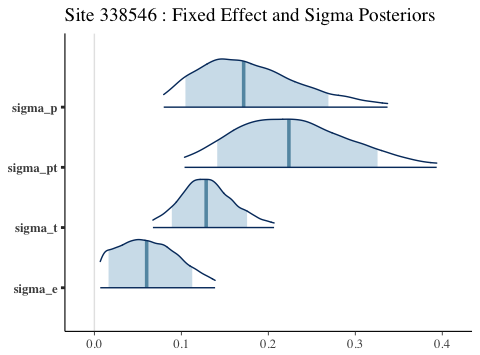 Site 338546 : Fixed Effect and Sigma Posteriors
sigma_p
sigma_pt
sigma_t
sigma_e
0.0 0.1 0.2 0.3 0.4